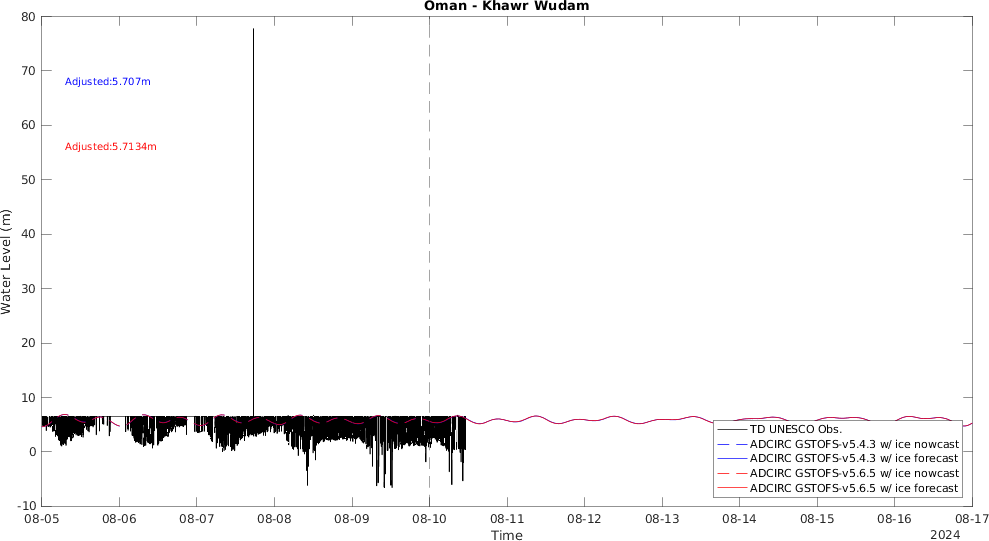 Oman - Khawr Wudam
80
70
60
50
40
30
20
10
0
-10
Water Level (m)
Adjusted:5.707m
Adjusted:5.7134m
TD UNESCO Obs.
ADCIRC GSTOFS-v5.4.3 w/ ice nowcast
ADCIRC GSTOFS-v5.4.3 w/ ice forecast
ADCIRC GSTOFS-v5.6.5 w/ ice nowcast
ADCIRC GSTOFS-v5.6.5 w/ ice forecast
08-05 08-06 08-07 08-08 08-09 08-10 08-11 08-12 08-13 08-14 08-15 08-16 08-17
Time
2024